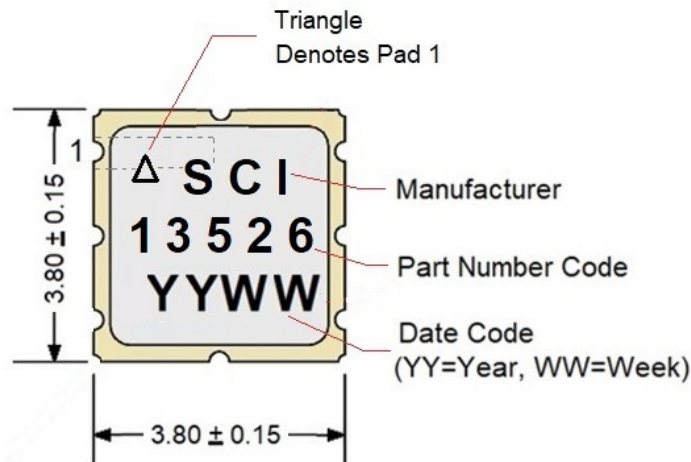 Triangle
Denotes Pad 1
1
Δ S C I
Manufacturer
1 3 5 2 6
Part Number Code
YYWW
Date Code
(YY=Year, WW=Week)
3.80 ± 0.15
3.80 ± 0.15